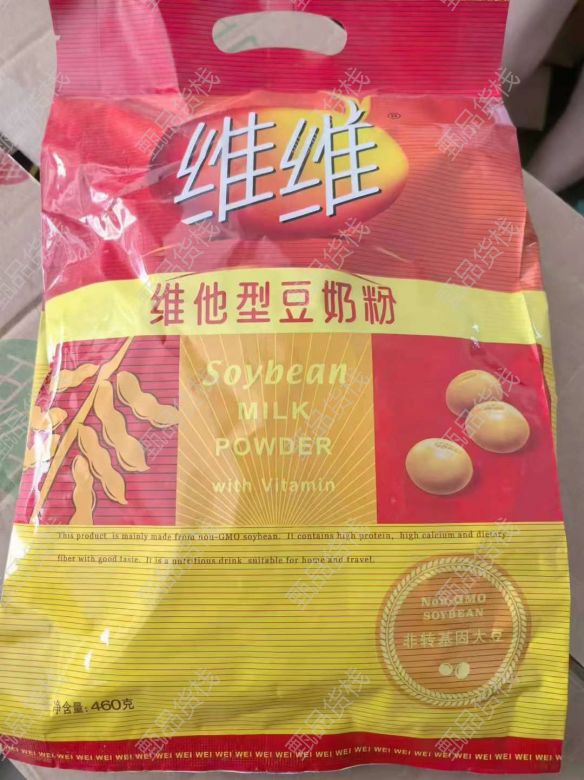 维维®
维他型豆奶粉
Soybean
MILK
POWDER
with Vitamin
This product is mainly made from non-GMO soybean. It contains high protein, high calcium and dietary
fiber with good taste. It is a nutritious drink suitable for home and travel.
Non-GMO
SOYBEAN
非转基因大豆
净含量: 460克
WEI WEI WEI WEI WEI WEI WEI WEI WEI WEI WEI WEI WEI WEI WEI WEI WEI WEI WEI WEI WEI
甄品货栈